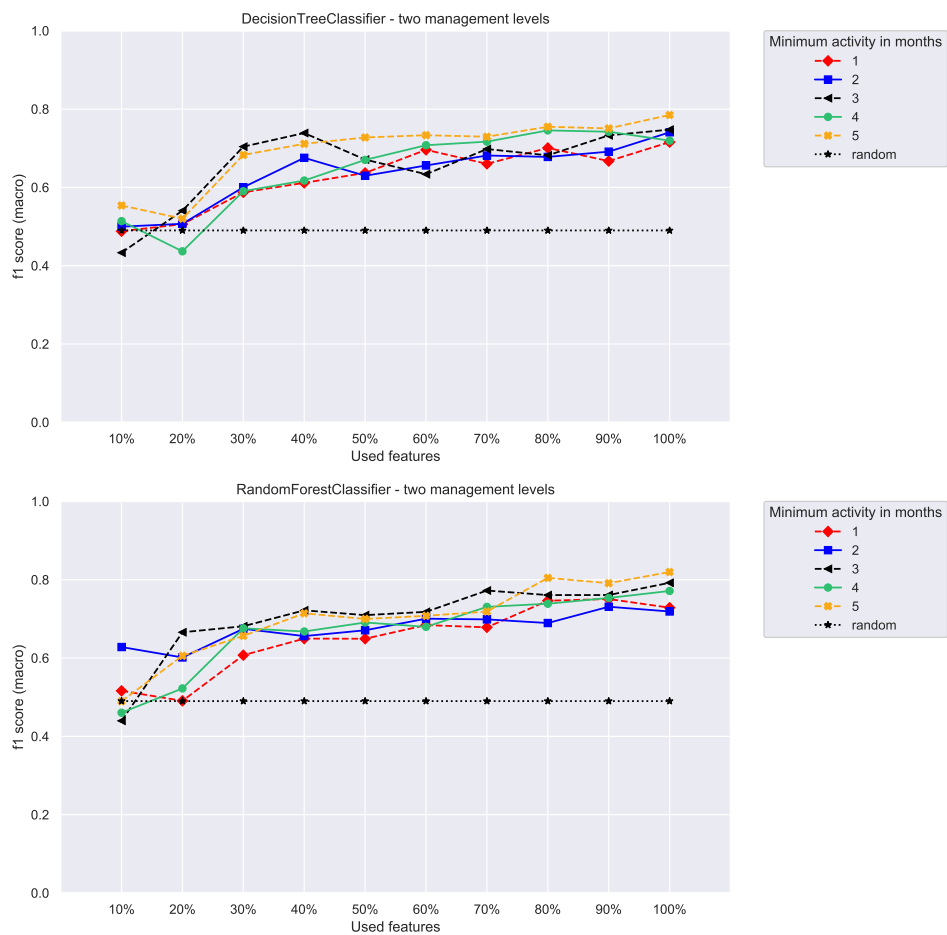 DecisionTreeClassifier - two management levels
1.0
0.8
0.6
0.4
0.2
0.0
f1 score (macro)
10% 20% 30% 40% 50% 60% 70% 80% 90% 100%
Used features
Minimum activity in months
1
2
3
4
5
random
RandomForestClassifier - two management levels
1.0
0.8
0.6
0.4
0.2
0.0
f1 score (macro)
10% 20% 30% 40% 50% 60% 70% 80% 90% 100%
Used features
Minimum activity in months
1
2
3
4
5
random